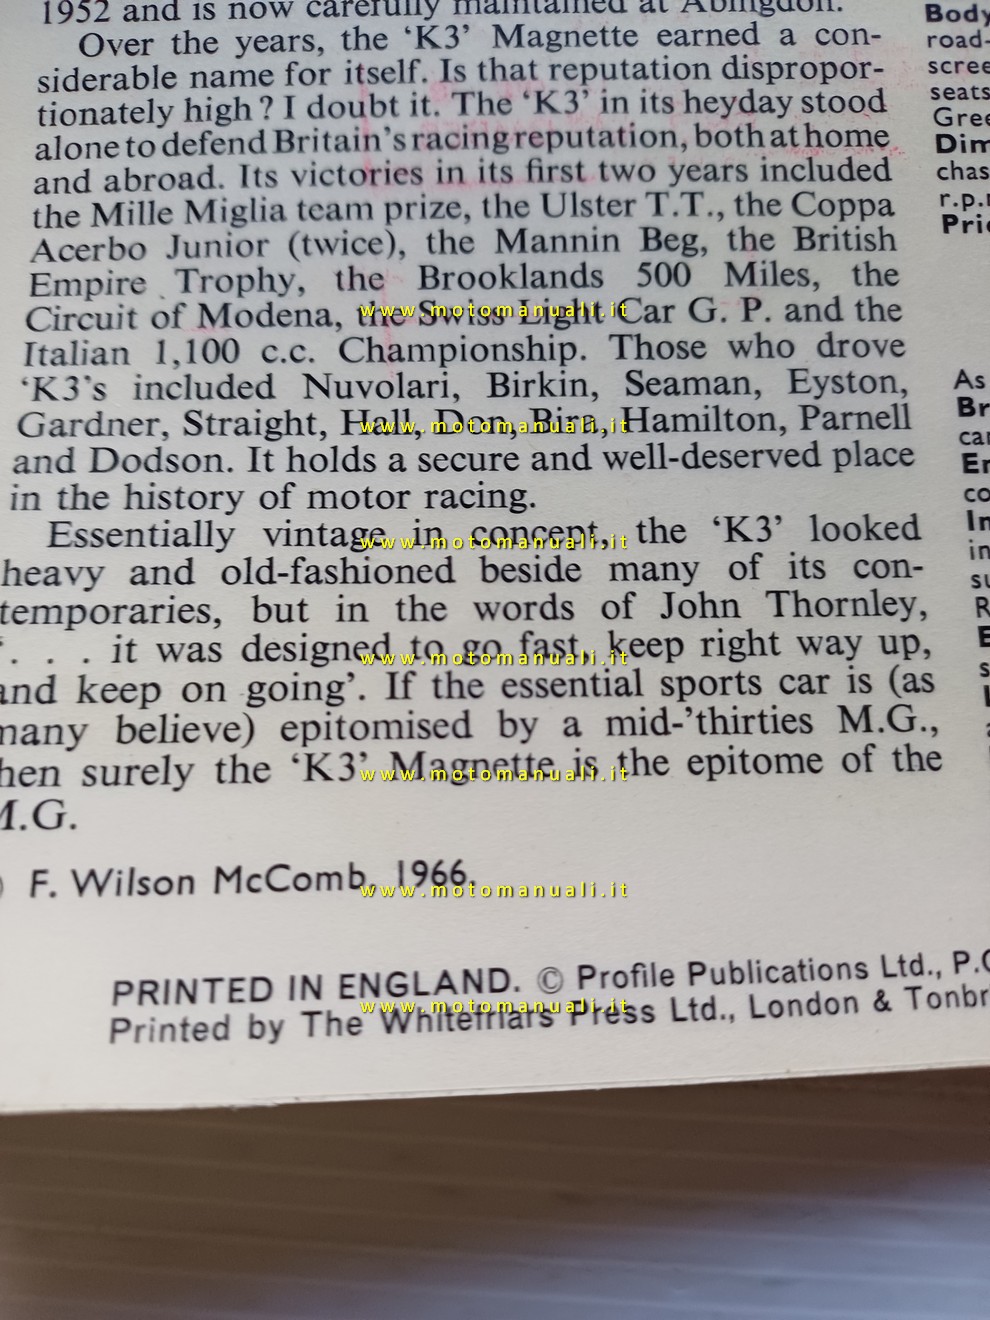 1952 and is now carefully maintained at Abingdon.
Over the years, the ‘K3’ Magnette earned a con-
siderable name for itself. Is that reputation dispropor-
tionately high? I doubt it. The ‘K3’ in its heyday stood
alone to defend Britain’s racing reputation, both at home
and abroad. Its victories in its first two years included
the Mille Miglia team prize, the Ulster T.T., the Coppa
Acerbo Junior (twice), the Mannin Beg, the British
Empire Trophy, the Brooklands 500 Miles, the
Circuit of Modena, the Swiss Light Car G. P. and the
Italian 1,100 c.c. Championship. Those who drove
‘K3’s included Nuvolari, Birkin, Seaman, Eyston,
Gardner, Straight, Hall, Don, Bira, Hamilton, Parnell
and Dodson. It holds a secure and well-deserved place
in the history of motor racing.
Essentially vintage in concept, the ‘K3’ looked
heavy and old-fashioned beside many of its con-
temporaries, but in the words of John Thornley,
‘. . . it was designed to go fast, keep right way up,
and keep on going’. If the essential sports car is (as
many believe) epitomised by a mid-’thirties M.G.,
hen surely the ‘K3’ Magnette is the epitome of the
M.G.
F. Wilson McComb, 1966.
PRINTED IN ENGLAND. © Profile Publications Ltd., P.O
Printed by The Whitefriars Press Ltd., London & Tonbr
Body
road-
scree
seats
Gree
Dim
chas
r.p.
Pric
As
Br
car
En
co
In
in
su
R
E
s
www.motomanuali.it
www.motomanuali.it
www.motomanuali.it
www.motomanuali.it
www.motomanuali.it
www.motomanuali.it
www.motomanuali.it